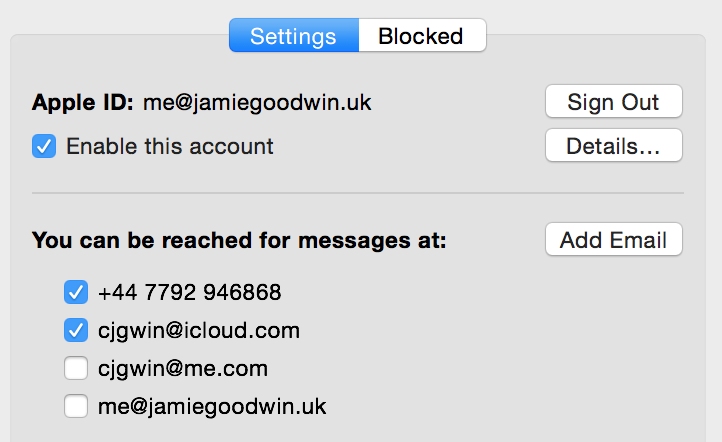 Settings Blocked
Apple ID: me@jamiegoodwin.uk Sign Out
Enable this account Details...
You can be reached for messages at: Add Email
+44 7792 946868
cjgwin@icloud.com
cjgwin@me.com
me@jamiegoodwin.uk